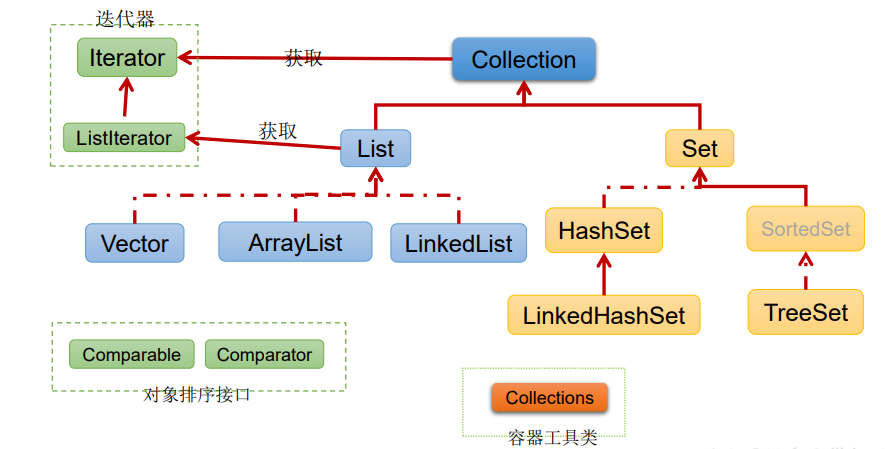 迭代器
Iterator
获取
Collection
ListIterator
获取
List
Set
Vector
ArrayList
LinkedList
HashSet
SortedSet
LinkedHashSet
TreeSet
Comparable
Comparator
对象排序接口
Collections
容器工具类